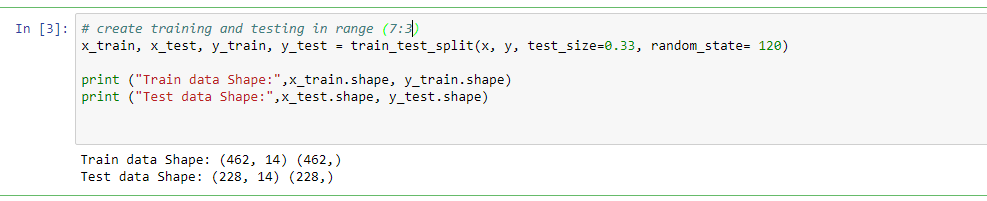 In [3]: # create training and testing in range (7:3)
x_train, x_test, y_train, y_test = train_test_split(x, y, test_size=0.33, random_state= 120)
print ("Train data Shape:",x_train.shape, y_train.shape)
print ("Test data Shape:",x_test.shape, y_test.shape)
Train data Shape: (462, 14) (462,)
Test data Shape: (228, 14) (228,)